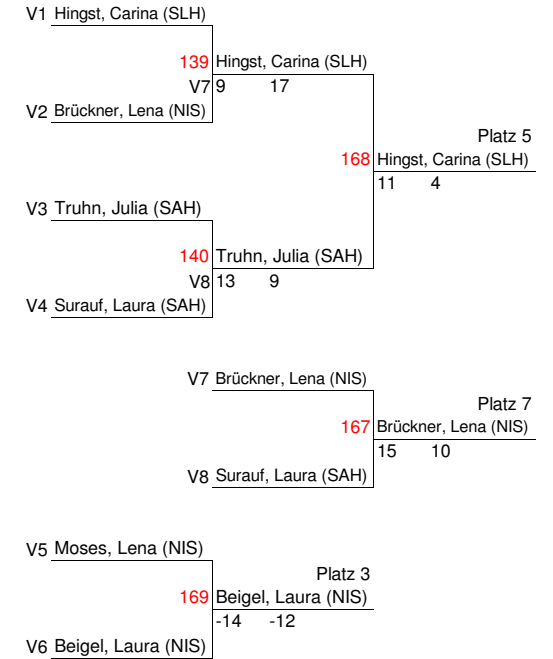 V1 Hingst, Carina (SLH)
139 Hingst, Carina (SLH)
V7 9 17
V2 Brückner, Lena (NIS)
Platz 5
168 Hingst, Carina (SLH)
11 4
V3 Truhn, Julia (SAH)
140 Truhn, Julia (SAH)
V8 13 9
V4 Surauf, Laura (SAH)
V7 Brückner, Lena (NIS)
Platz 7
167 Brückner, Lena (NIS)
15 10
V8 Surauf, Laura (SAH)
V5 Moses, Lena (NIS)
Platz 3
169 Beigel, Laura (NIS)
-14 -12
V6 Beigel, Laura (NIS)